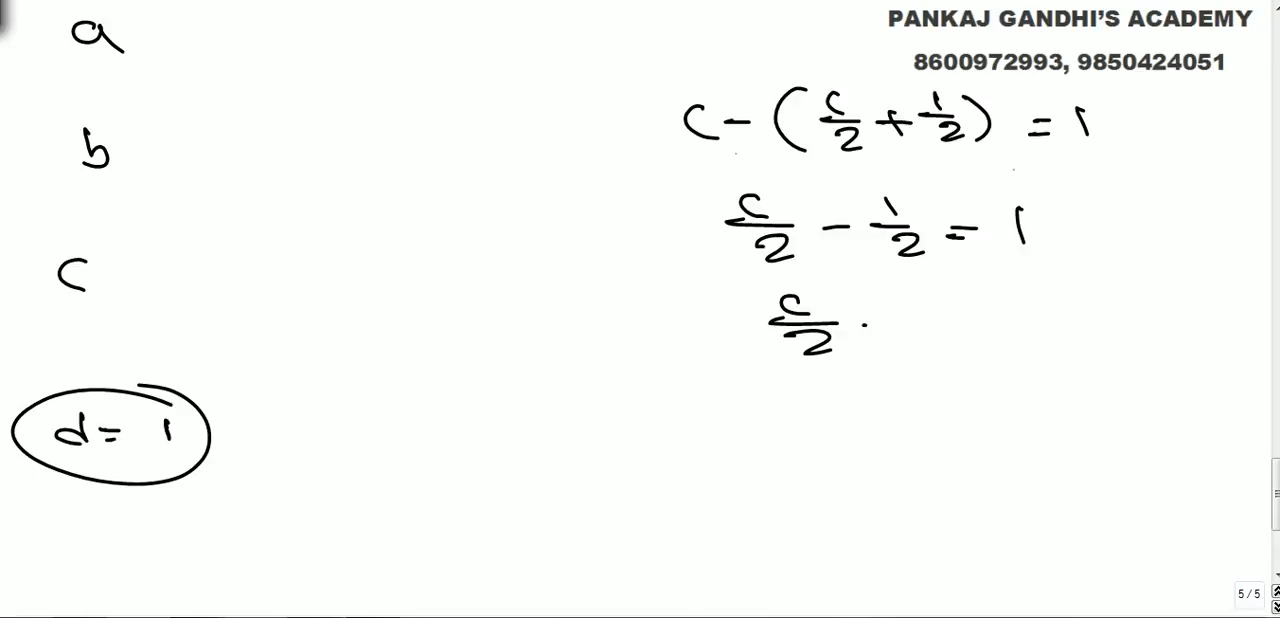 PANKAJ GANDHI'S ACADEMY
8600972993, 9850424051
a
b
c
d = 1
c - (c/2 + 1/2) = 1
c/2 - 1/2 = 1
c/2
5 / 5